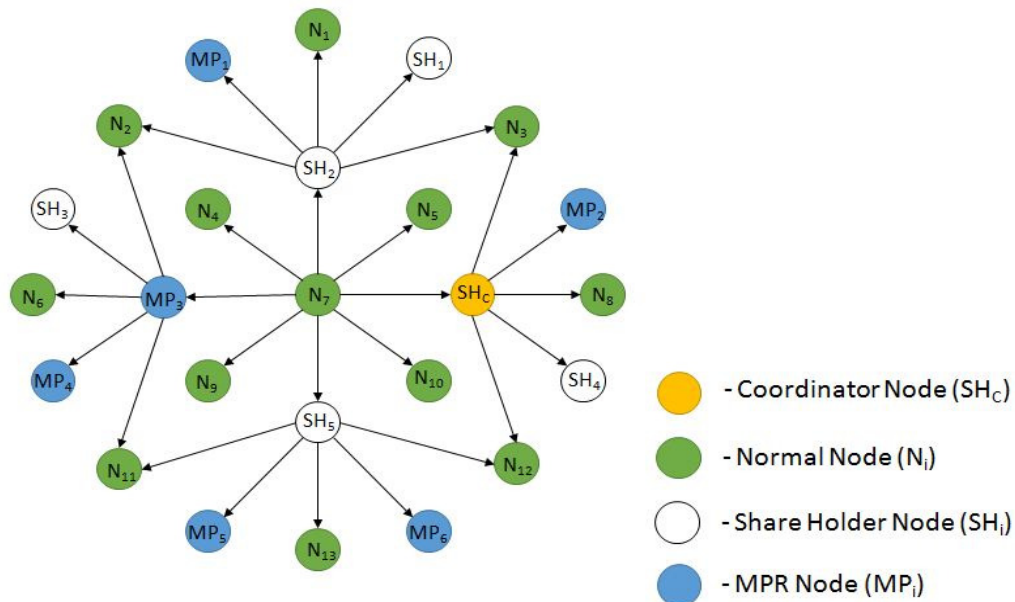 N1
MP1
SH1
N2
N3
SH2
SH3
N4
N5
MP2
N6
MP3
N7
SHC
N8
MP4
N9
N10
SH4
SH5
N11
N12
MP5
N13
MP6
- Coordinator Node (SHC)
- Normal Node (Ni)
- Share Holder Node (SHi)
- MPR Node (MPi)